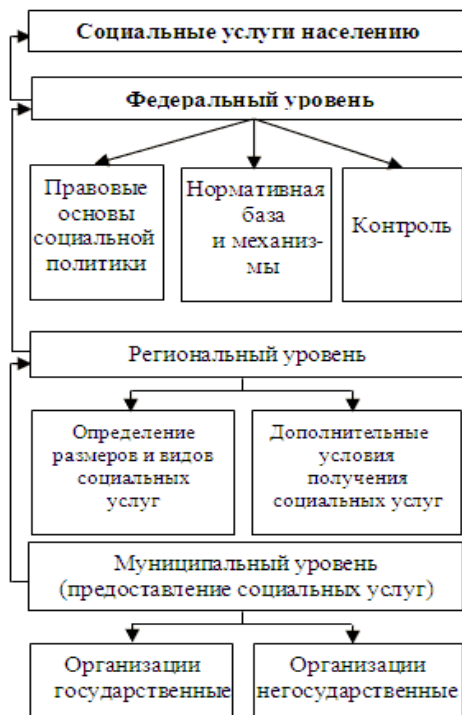 Социальные услуги населению
Федеральный уровень
Правовые
основы
социальной
политики
Нормативная
база
и механиз-
мы
Контроль
Региональный уровень
Определение
размеров и видов
социальных
услуг
Дополнительные
условия
получения
социальных услуг
Муниципальный уровень
(предоставление социальных услуг)
Организации
государственные
Организации
негосударственные